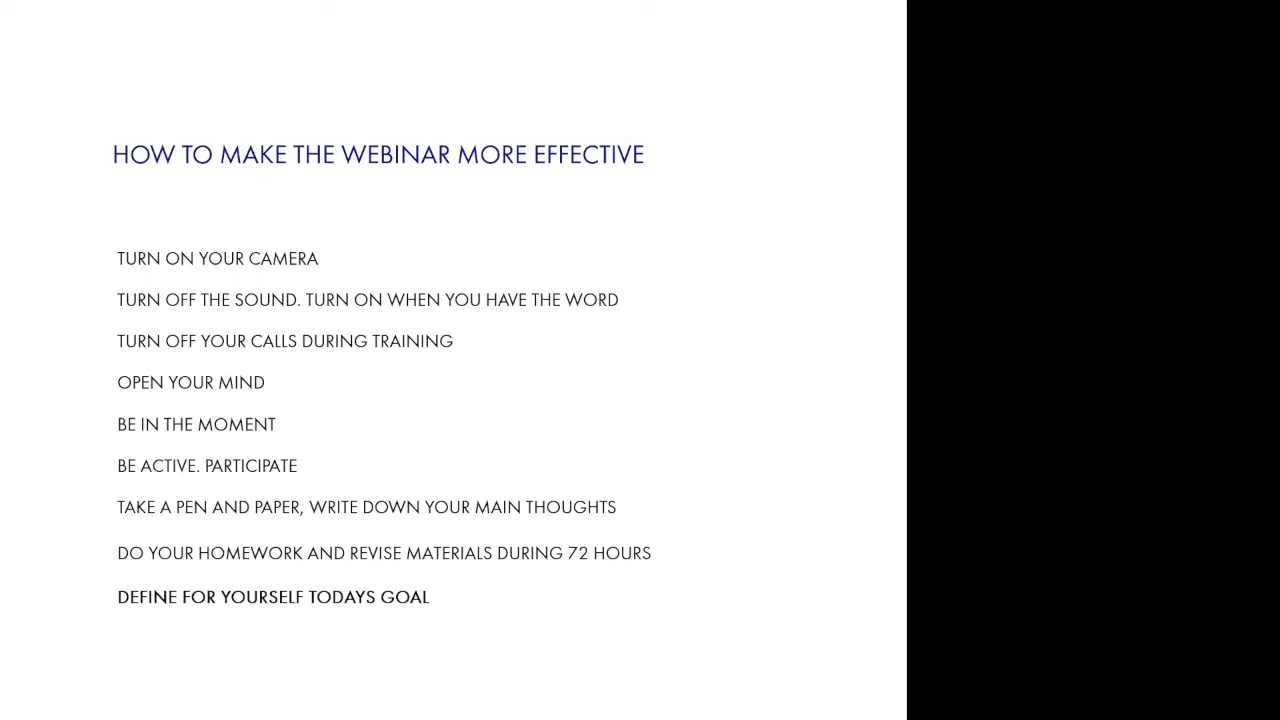 HOW TO MAKE THE WEBINAR MORE EFFECTIVE
TURN ON YOUR CAMERA
TURN OFF THE SOUND. TURN ON WHEN YOU HAVE THE WORD
TURN OFF YOUR CALLS DURING TRAINING
OPEN YOUR MIND
BE IN THE MOMENT
BE ACTIVE. PARTICIPATE
TAKE A PEN AND PAPER, WRITE DOWN YOUR MAIN THOUGHTS
DO YOUR HOMEWORK AND REVISE MATERIALS DURING 72 HOURS
DEFINE FOR YOURSELF TODAYS GOAL